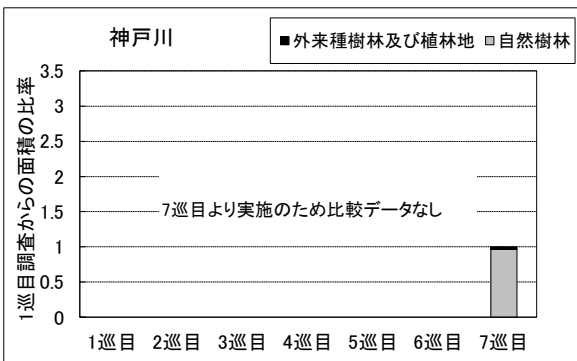 神戸川
■外来種樹林及び植林地 □自然樹林
1巡目調査からの面積の比率
3.5
3
2.5
2
1.5
1
0.5
0
7巡目より実施のため比較データなし
1巡目 2巡目 3巡目 4巡目 5巡目 6巡目 7巡目